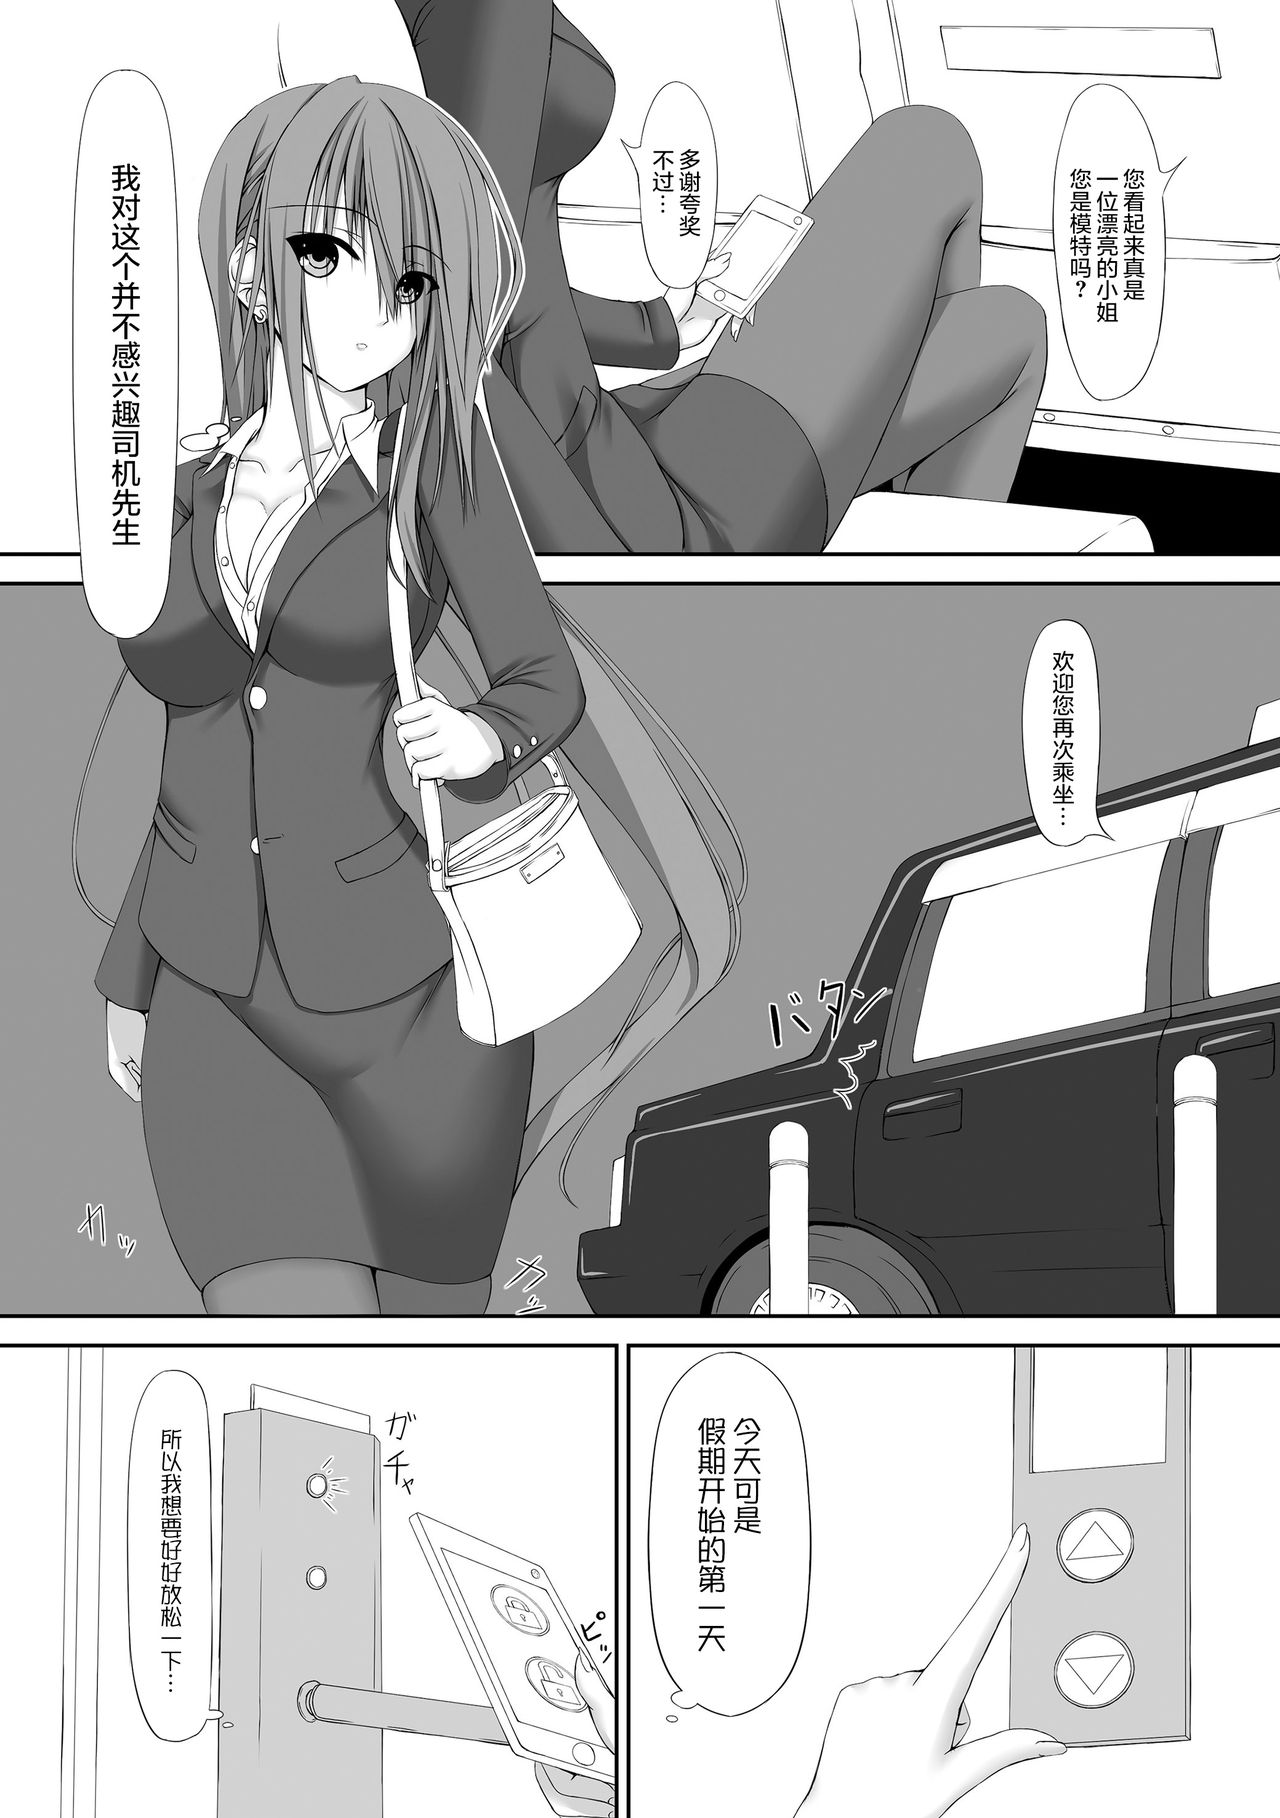 您看起来真是
一位漂亮的小姐
您是模特吗？
多谢夸奖
不过…
我对这个并不感兴趣司机先生
欢迎您再次乘坐…
バタン
カッ
カッ
今天可是
假期开始的第一天
ガチャ
ピッ
所以我想要好好放松一下…